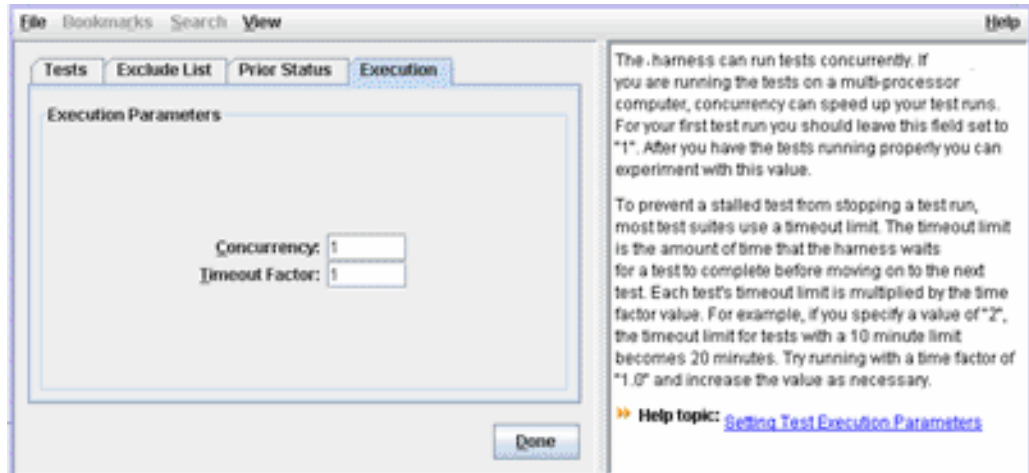 File Bookmarks Search View Help
Tests Exclude List Prior Status Execution
Execution Parameters
Concurrency: 1
Timeout Factor: 1
Done
The harness can run tests concurrently. If
you are running the tests on a multi-processor
computer, concurrency can speed up your test runs.
For your first test run you should leave this field set to
"1". After you have the tests running properly you can
experiment with this value.
To prevent a stalled test from stopping a test run,
most test suites use a timeout limit. The timeout limit
is the amount of time that the harness waits
for a test to complete before moving on to the next
test. Each test's timeout limit is multiplied by the time
factor value. For example, if you specify a value of "2",
the timeout limit for tests with a 10 minute limit
becomes 20 minutes. Try running with a time factor of
"1.0" and increase the value as necessary.
Help topic: Setting Test Execution Parameters